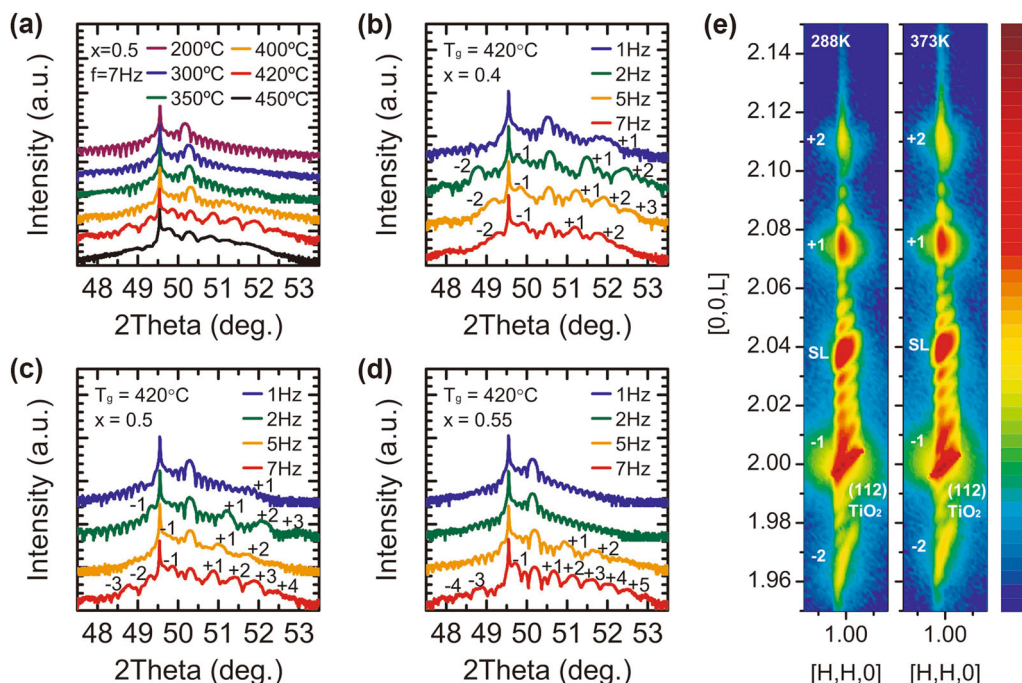 (a)
x=0.5
f=7Hz
200ºC
300ºC
350ºC
400ºC
420ºC
450ºC
Intensity (a.u.)
48 49 50 51 52 53
2Theta (deg.)
(b)
Tg = 420°C
x = 0.4
1Hz
2Hz
5Hz
7Hz
+1
-2 -1 +1 +2
-2 -1 +1 +2 +3
-2 -1 +1 +2
Intensity (a.u.)
48 49 50 51 52 53
2Theta (deg.)
(c)
Tg = 420°C
x = 0.5
1Hz
2Hz
5Hz
7Hz
+1
-1 +1 +2 +3
-1 +1 +2
-3 -2 -1 +1 +2 +3 +4
Intensity (a.u.)
48 49 50 51 52 53
2Theta (deg.)
(d)
Tg = 420°C
x = 0.55
1Hz
2Hz
5Hz
7Hz
-1 +1 +2
-4 -3 -1 +1 +2 +3 +4 +5
Intensity (a.u.)
48 49 50 51 52 53
2Theta (deg.)
(e)
[0,0,L]
2.14
2.12
2.10
2.08
2.06
2.04
2.02
2.00
1.98
1.96
288K
+2
+1
SL
-1
(112)
TiO₂
-2
1.00
[H,H,0]
373K
+2
+1
SL
-1
(112)
TiO₂
-2
1.00
[H,H,0]